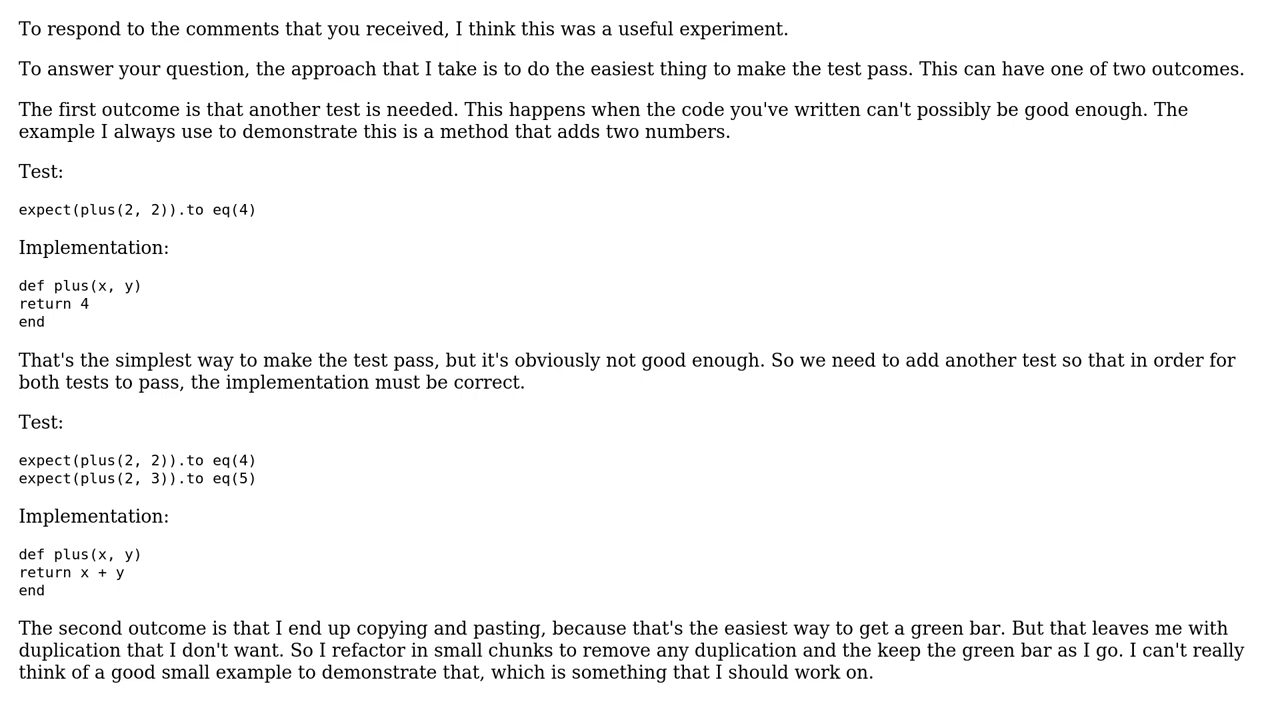 To respond to the comments that you received, I think this was a useful experiment.
To answer your question, the approach that I take is to do the easiest thing to make the test pass. This can have one of two outcomes.
The first outcome is that another test is needed. This happens when the code you've written can't possibly be good enough. The
example I always use to demonstrate this is a method that adds two numbers.
Test:
expect(plus(2, 2)).to eq(4)
Implementation:
def plus(x, y)
return 4
end
That's the simplest way to make the test pass, but it's obviously not good enough. So we need to add another test so that in order for
both tests to pass, the implementation must be correct.
Test:
expect(plus(2, 2)).to eq(4)
expect(plus(2, 3)).to eq(5)
Implementation:
def plus(x, y)
return x + y
end
The second outcome is that I end up copying and pasting, because that's the easiest way to get a green bar. But that leaves me with
duplication that I don't want. So I refactor in small chunks to remove any duplication and the keep the green bar as I go. I can't really
think of a good small example to demonstrate that, which is something that I should work on.